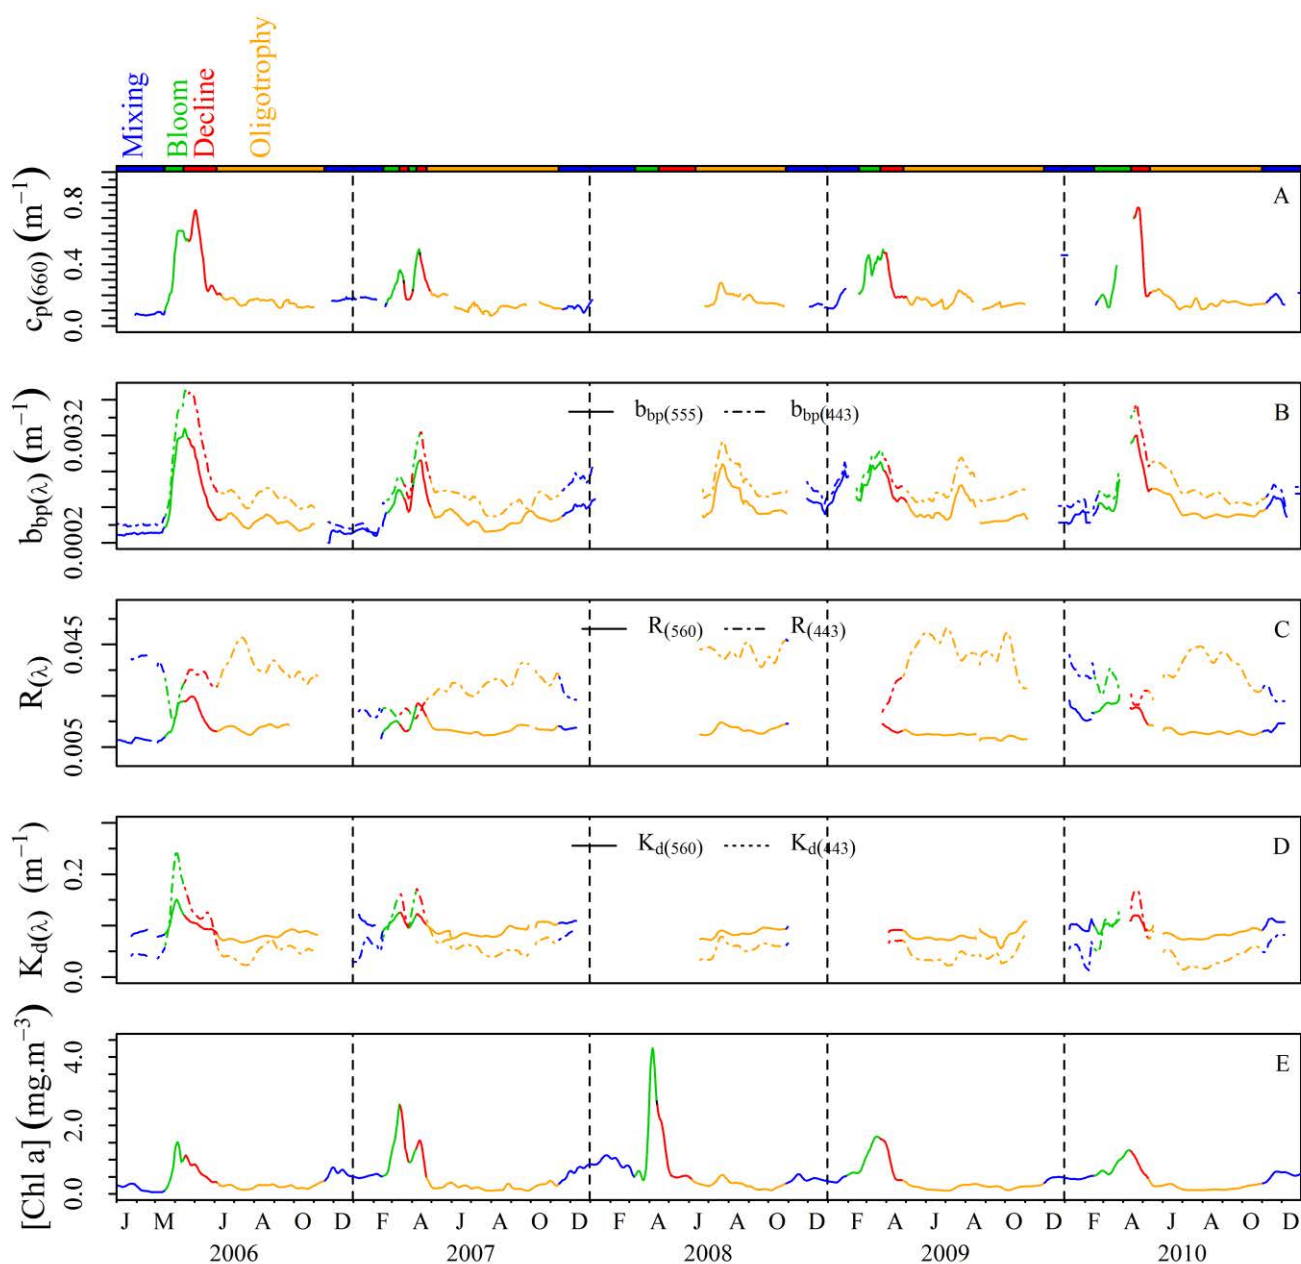 Mixing
Bloom
Decline
Oligotrophy
cp(660) (m−1)
0.8
0.4
0.0
A
bbp(λ) (m−1)
0.0032
0.0002
bbp(555) bbp(443)
B
R(λ)
0.045
0.005
R(560) R(443)
C
Kd(λ) (m−1)
0.2
0.0
Kd(560) Kd(443)
D
[Chl a] (mg.m−3)
4.0
2.0
0.0
E
J M J A O D F A J A O D F A J A O D F A J A O D F A J A O D
2006 2007 2008 2009 2010